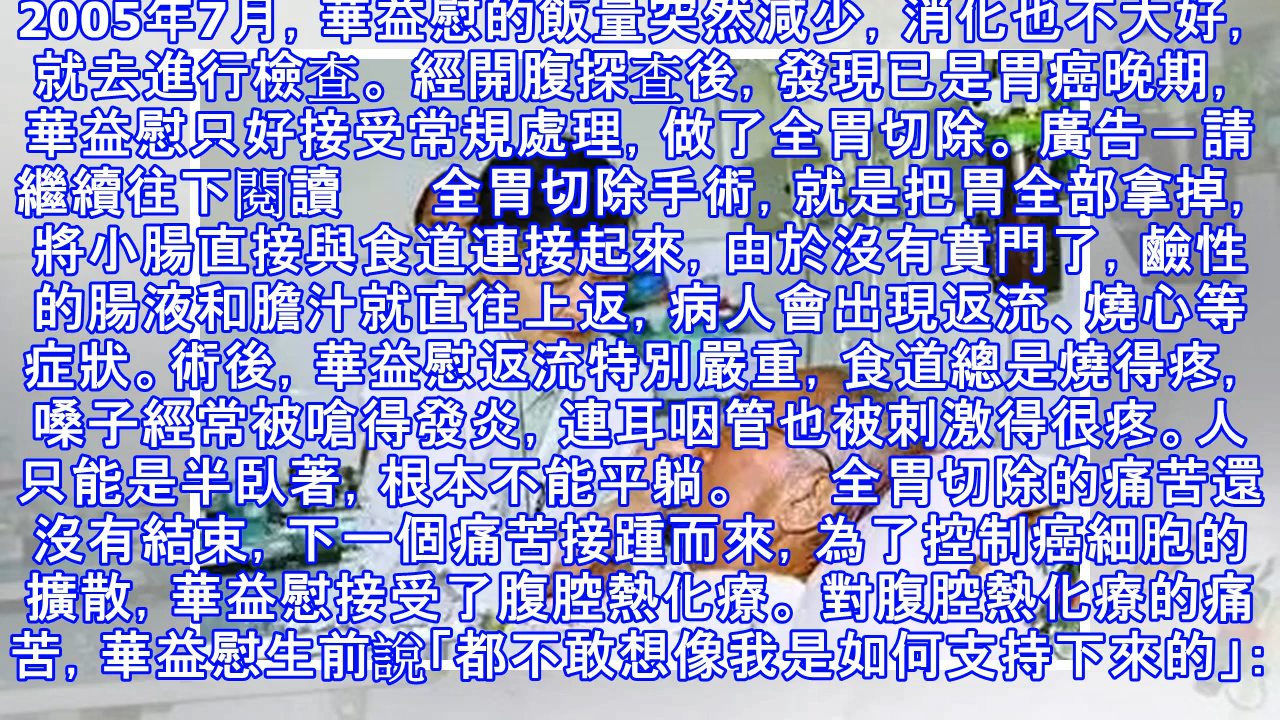 2005年7月，華益慰的飯量突然減少，消化也不大好，
就去進行檢查。經開腹探查後，發現已是胃癌晚期，
華益慰只好接受常規處理，做了全胃切除。廣告－請
繼續往下閱讀　　全胃切除手術，就是把胃全部拿掉，
將小腸直接與食道連接起來，由於沒有賁門了，鹼性
的腸液和膽汁就直往上返，病人會出現返流、燒心等
症狀。術後，華益慰返流特別嚴重，食道總是燒得疼，
嗓子經常被嗆得發炎，連耳咽管也被刺激得很疼。人
只能是半臥著，根本不能平躺。　　全胃切除的痛苦還
沒有結束，下一個痛苦接踵而來，為了控制癌細胞的
擴散，華益慰接受了腹腔熱化療。對腹腔熱化療的痛
苦，華益慰生前說「都不敢想像我是如何支持下來的」：